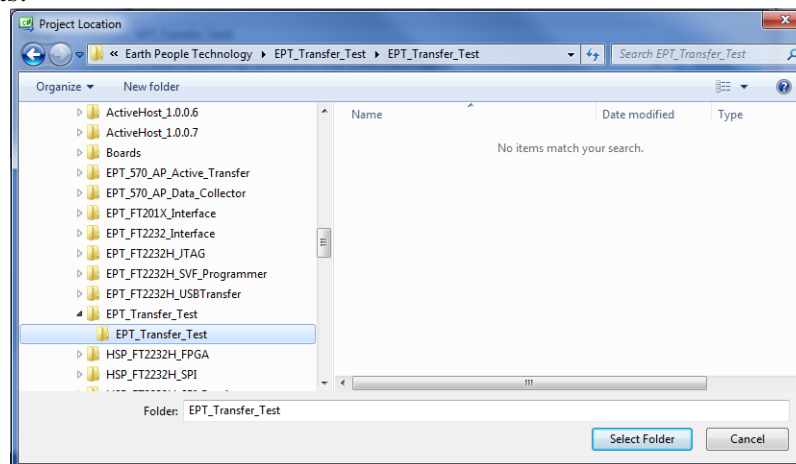 Project Location
« Earth People Technology ▸ EPT_Transfer_Test ▸ EPT_Transfer_Test
Search EPT_Transfer_Test
Organize ▾ New folder
ActiveHost_1.0.0.6
ActiveHost_1.0.0.7
Boards
EPT_570_AP_Active_Transfer
EPT_570_AP_Data_Collector
EPT_FT201X_Interface
EPT_FT2232_Interface
EPT_FT2232H_JTAG
EPT_FT2232H_SVF_Programmer
EPT_FT2232H_USBTransfer
EPT_Transfer_Test
EPT_Transfer_Test
HSP_FT2232H_FPGA
HSP_FT2232H_SPI
Name Date modified Type
No items match your search.
Folder: EPT_Transfer_Test
Select Folder Cancel